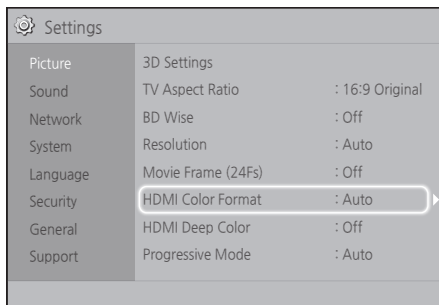 Settings
Picture
Sound
Network
System
Language
Security
General
Support
3D Settings
TV Aspect Ratio : 16:9 Original
BD Wise : Off
Resolution : Auto
Movie Frame (24Fs) : Off
HDMI Color Format : Auto
HDMI Deep Color : Off
Progressive Mode : Auto